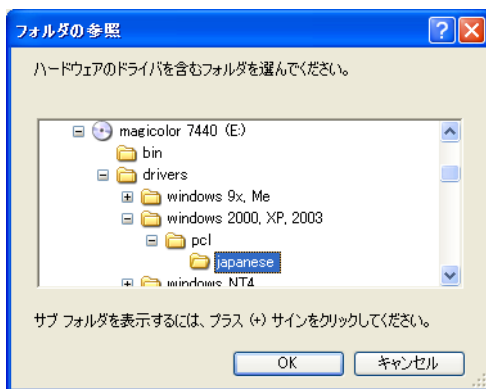 フォルダの参照
ハードウェアのドライバを含むフォルダを選んでください。
magicolor 7440 (E:)
bin
drivers
windows 9x, Me
windows 2000, XP, 2003
pcl
japanese
windows NT4
サブ フォルダを表示するには、プラス (+) サインをクリックしてください。
OK キャンセル